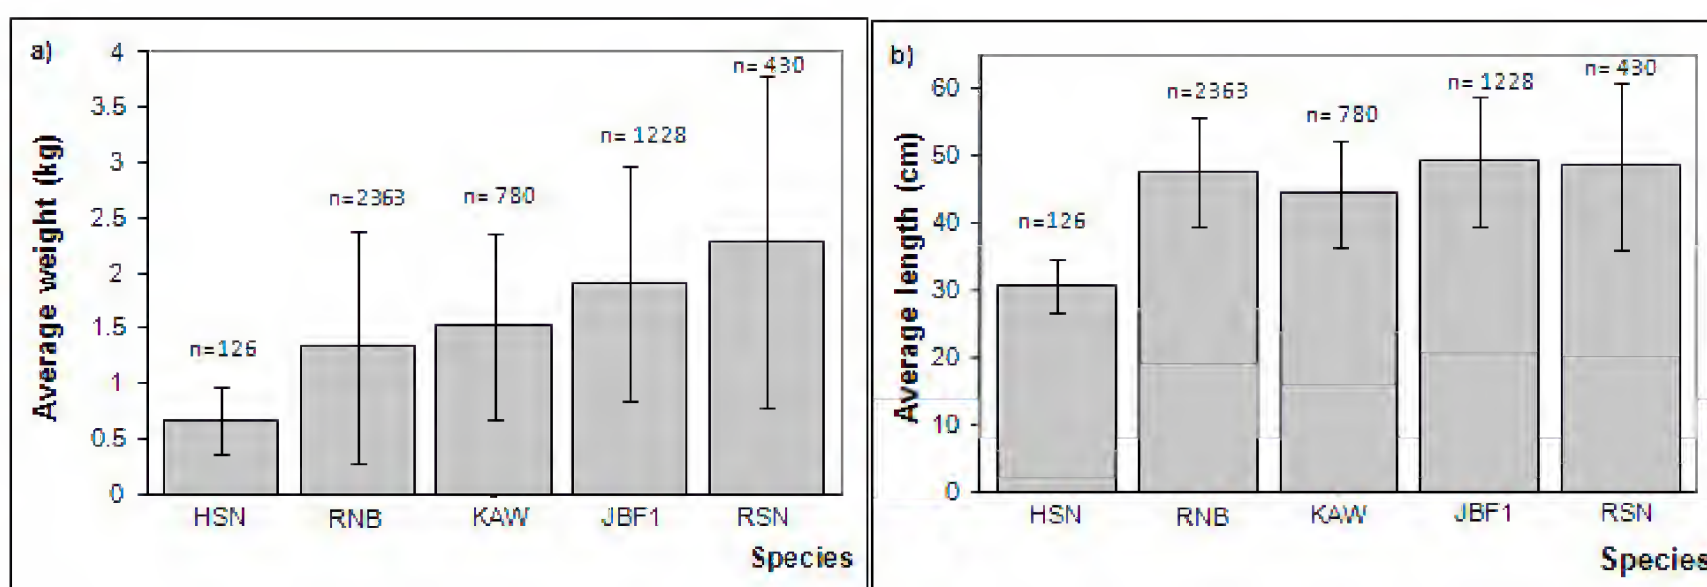 a)
Average weight (kg)
4
3.5
3
2.5
2
1.5
1
0.5
0
n=126
n=2363
n= 780
n= 1228
n= 430
HSN
RNB
KAW
JBF1
RSN
Species
b)
Average length (cm)
60
50
40
30
20
10
0
n=126
n=2363
n= 780
n= 1228
n= 430
HSN
RNB
KAW
JBF1
RSN
Species